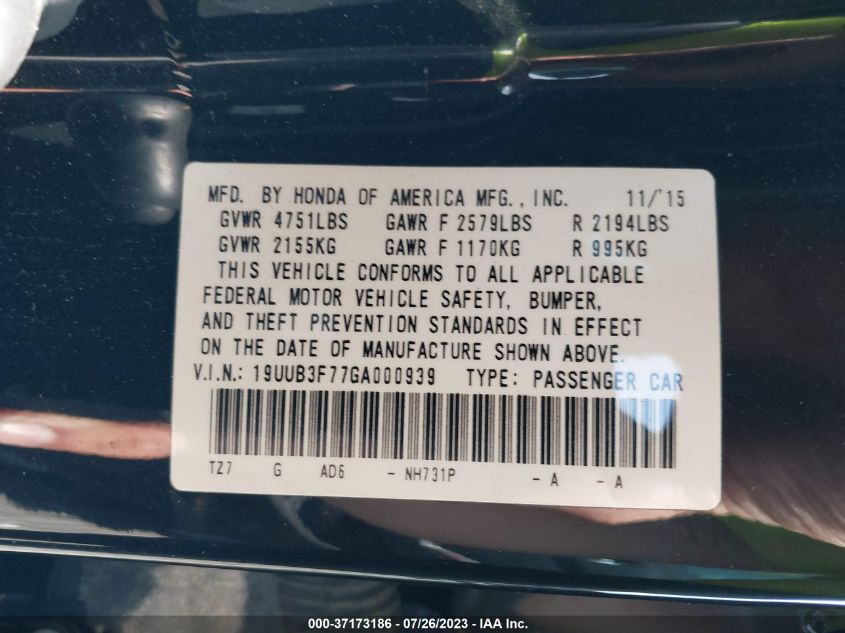 MFD. BY HONDA OF AMERICA MFG., INC. 11/'15
GVWR 4751LBS GAWR F 2579LBS R 2194LBS
GVWR 2155KG GAWR F 1170KG R 995KG
THIS VEHICLE CONFORMS TO ALL APPLICABLE
FEDERAL MOTOR VEHICLE SAFETY, BUMPER,
AND THEFT PREVENTION STANDARDS IN EFFECT
ON THE DATE OF MANUFACTURE SHOWN ABOVE.
V.I.N.: 19UUB3F77GA000939 TYPE: PASSENGER CAR
TZ7 G AD6 - NH731P - A - A
000-37173186 - 07/26/2023 - IAA Inc.